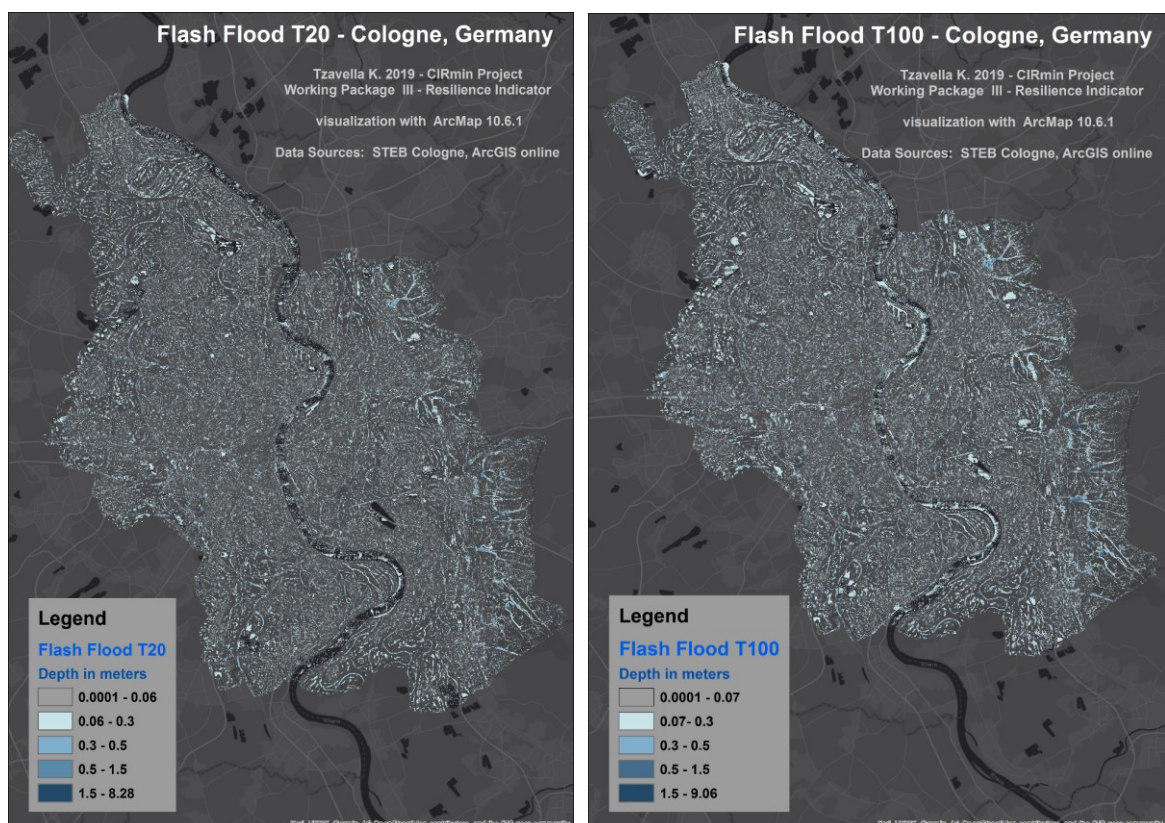 Flash Flood T20 - Cologne, Germany
Tzavella K. 2019 - CIRmin Project
Working Package III - Resilience Indicator
visualization with ArcMap 10.6.1
Data Sources: STEB Cologne, ArcGIS online
Legend
Flash Flood T20
Depth in meters
0.0001 - 0.06
0.06 - 0.3
0.3 - 0.5
0.5 - 1.5
1.5 - 8.28
Flash Flood T100 - Cologne, Germany
Tzavella K. 2019 - CIRmin Project
Working Package III - Resilience Indicator
visualization with ArcMap 10.6.1
Data Sources: STEB Cologne, ArcGIS online
Legend
Flash Flood T100
Depth in meters
0.0001 - 0.07
0.07- 0.3
0.3 - 0.5
0.5 - 1.5
1.5 - 9.06